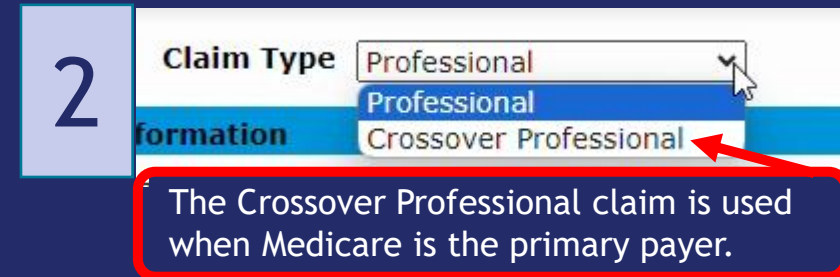 2
Claim Type Professional
Professional
formation
Crossover Professional
The Crossover Professional claim is used
when Medicare is the primary payer.